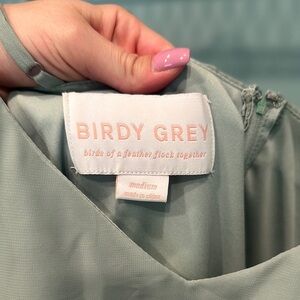 BIRDY GREY
birds of a feather flock together
medium
made in china